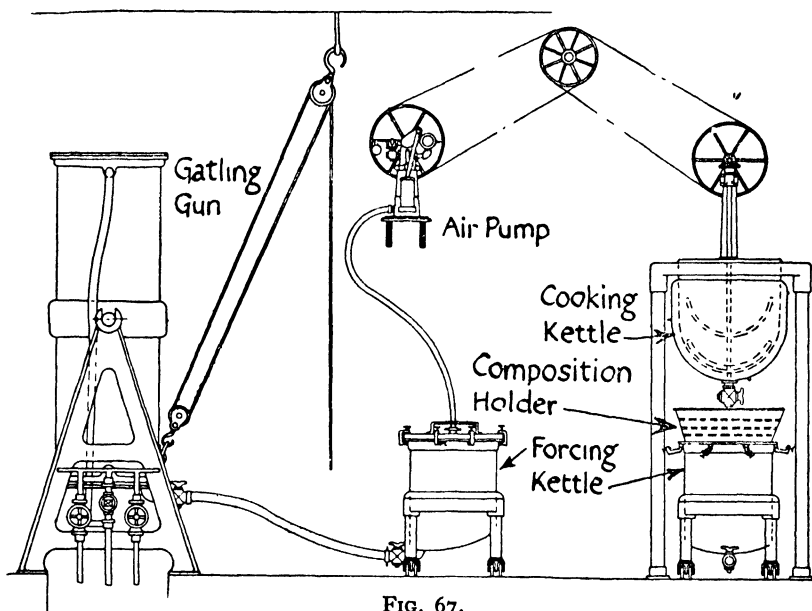 Gatling
Gun
Air Pump
Cooking
Kettle
Composition
Holder
Forcing
Kettle
FIG. 67.